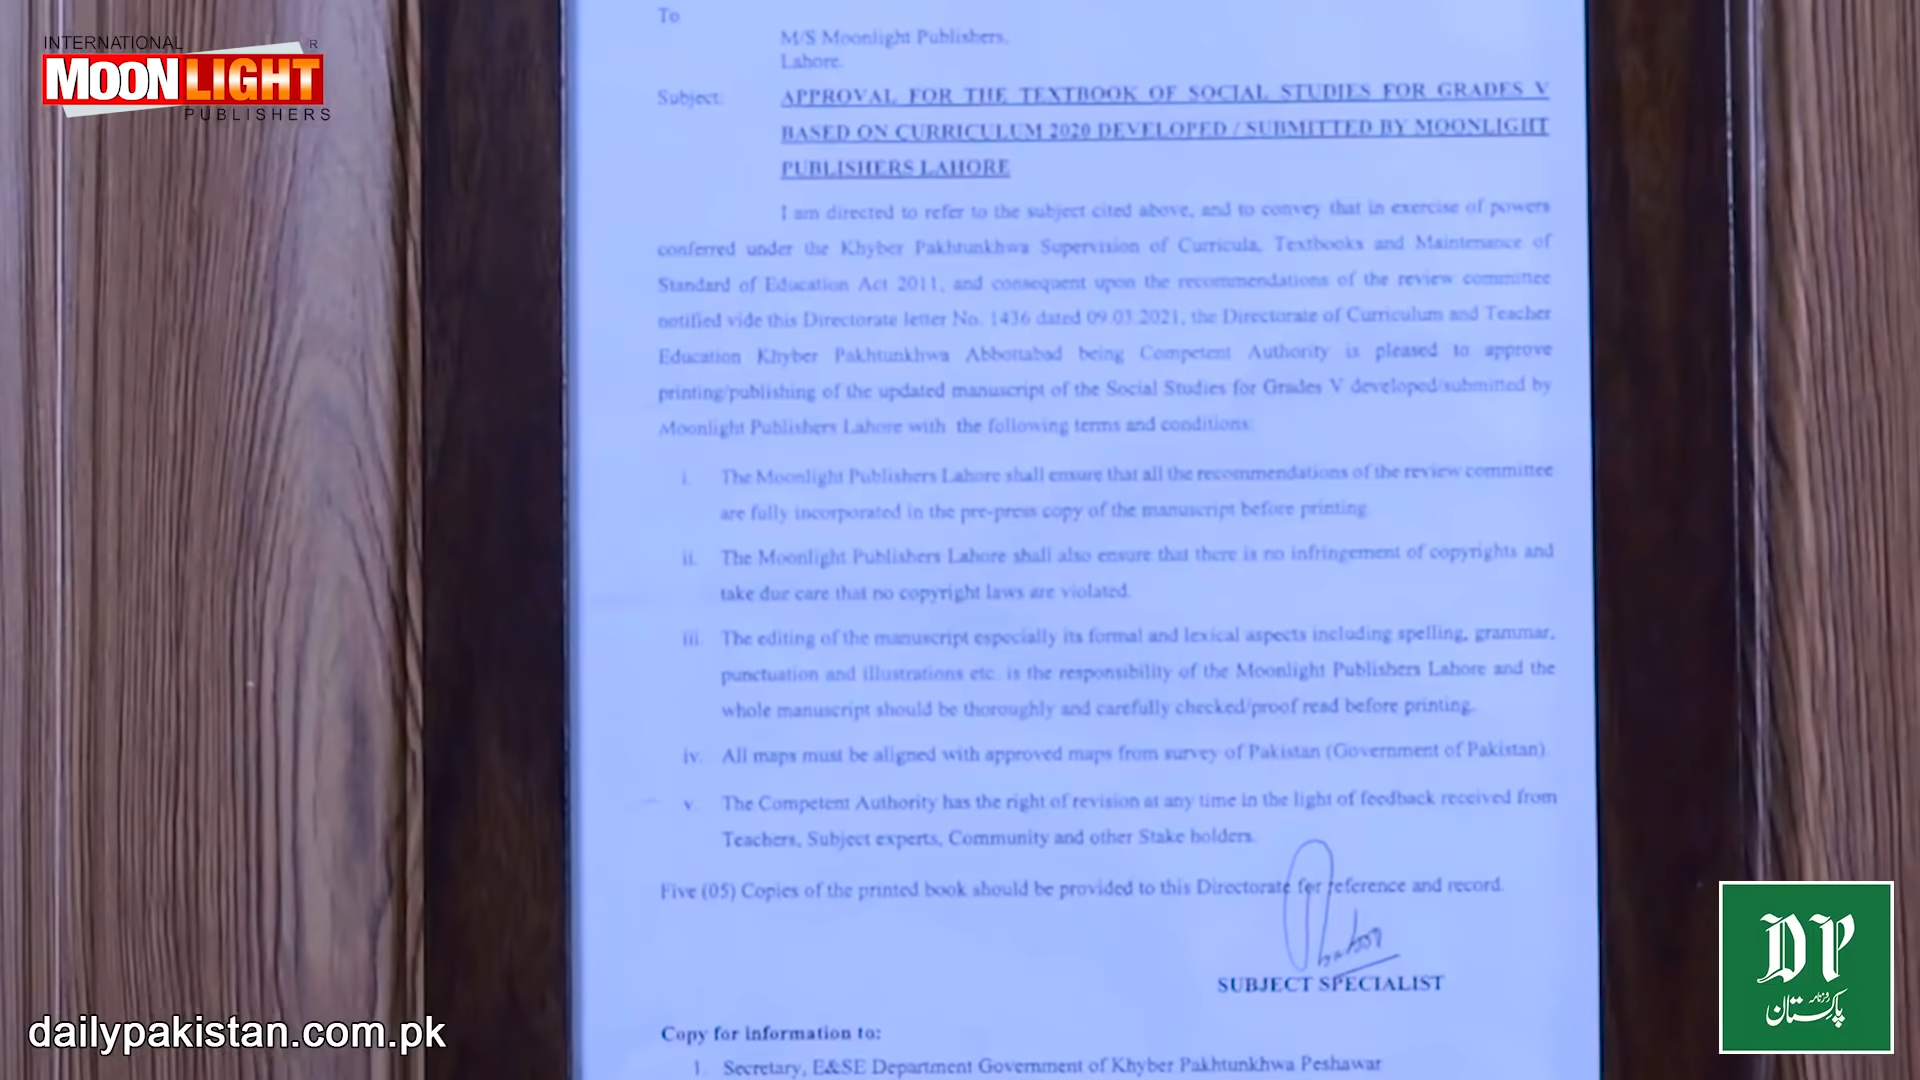 INTERNATIONAL
R
MOONLIGHT
PUBLISHERS
To
M/S Moonlight Publishers,
Lahore.
Subject: APPROVAL FOR THE TEXTBOOK OF SOCIAL STUDIES FOR GRADES V
BASED ON CURRICULUM 2020 DEVELOPED / SUBMITTED BY MOONLIGHT
PUBLISHERS LAHORE
I am directed to refer to the subject cited above, and to convey that in exercise of powers
conferred under the Khyber Pakhtunkhwa Supervision of Curricula, Textbooks and Maintenance of
Standard of Education Act 2011, and consequent upon the recommendations of the review committee
notified vide this Directorate letter No. 1436 dated 09.03.2021, the Directorate of Curriculum and Teacher
Education Khyber Pakhtunkhwa Abbottabad being Competent Authority is pleased to approve
printing/publishing of the updated manuscript of the Social Studies for Grades V developed/submitted by
Moonlight Publishers Lahore with the following terms and conditions:
i. The Moonlight Publishers Lahore shall ensure that all the recommendations of the review committee
are fully incorporated in the pre-press copy of the manuscript before printing.
ii. The Moonlight Publishers Lahore shall also ensure that there is no infringement of copyrights and
take due care that no copyright laws are violated.
iii. The editing of the manuscript especially its formal and lexical aspects including spelling, grammar,
punctuation and illustrations etc. is the responsibility of the Moonlight Publishers Lahore and the
whole manuscript should be thoroughly and carefully checked/proof read before printing.
iv. All maps must be aligned with approved maps from survey of Pakistan (Government of Pakistan).
v. The Competent Authority has the right of revision at any time in the light of feedback received from
Teachers, Subject experts, Community and other Stake holders.
Five (05) Copies of the printed book should be provided to this Directorate for reference and record.
SUBJECT SPECIALIST
Copy for information to:
1. Secretary, E&SE Department Government of Khyber Pakhtunkhwa Peshawar
dailypakistan.com.pk
DP
روزنامہ
پاکستان